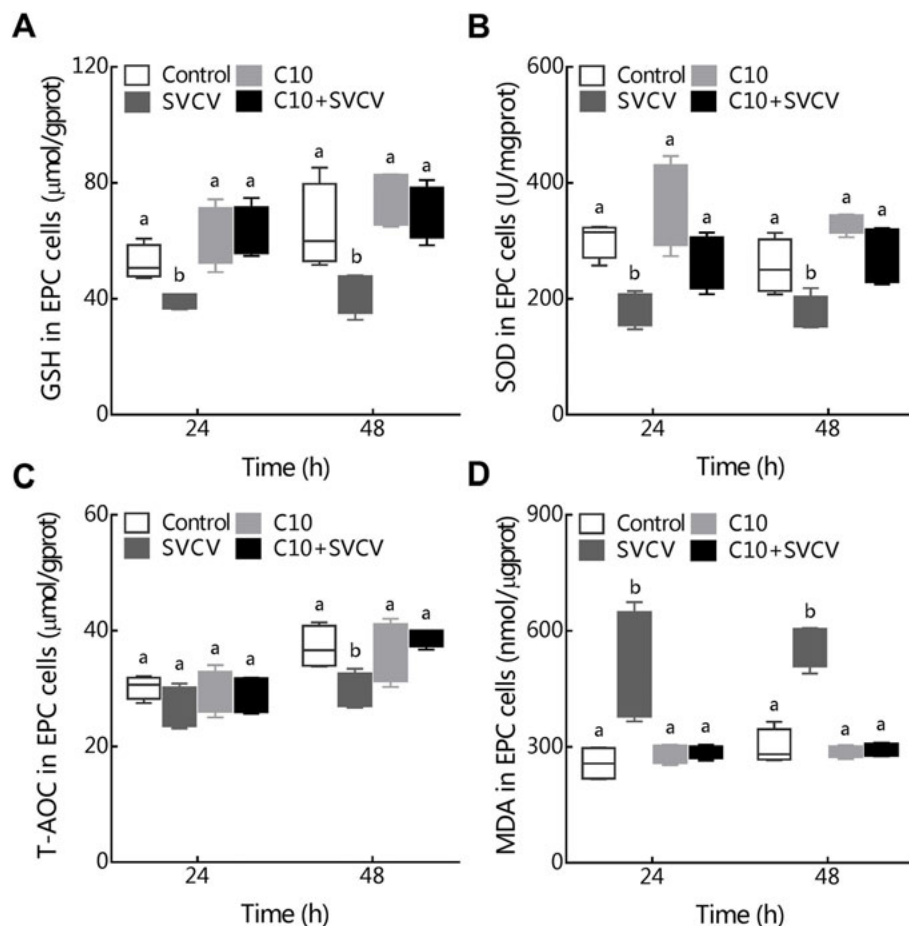 A
GSH in EPC cells (μmol/gprot)
120
80
40
0
Control
C10
SVCV
C10+SVCV
a
b
a
a
a
b
a
a
24
48
Time (h)
B
SOD in EPC cells (U/mgprot)
600
400
200
0
Control
C10
SVCV
C10+SVCV
a
b
a
a
a
b
a
a
24
48
Time (h)
C
T-AOC in EPC cells (μmol/gprot)
60
40
20
0
Control
C10
SVCV
C10+SVCV
a
a
a
a
a
b
a
a
24
48
Time (h)
D
MDA in EPC cells (nmol/μgprot)
900
600
300
0
Control
C10
SVCV
C10+SVCV
a
b
a
a
a
b
a
a
24
48
Time (h)